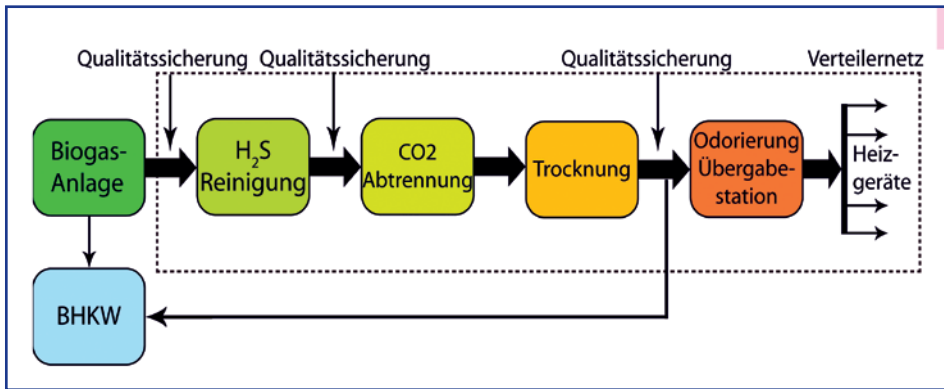 Qualitätssicherung Qualitätssicherung Qualitätssicherung Verteilernetz
Biogas-
Anlage
H₂S
Reinigung
CO2
Abtrennung
Trocknung
Odorierung
Übergabe-
station
Heiz-
geräte
BHKW